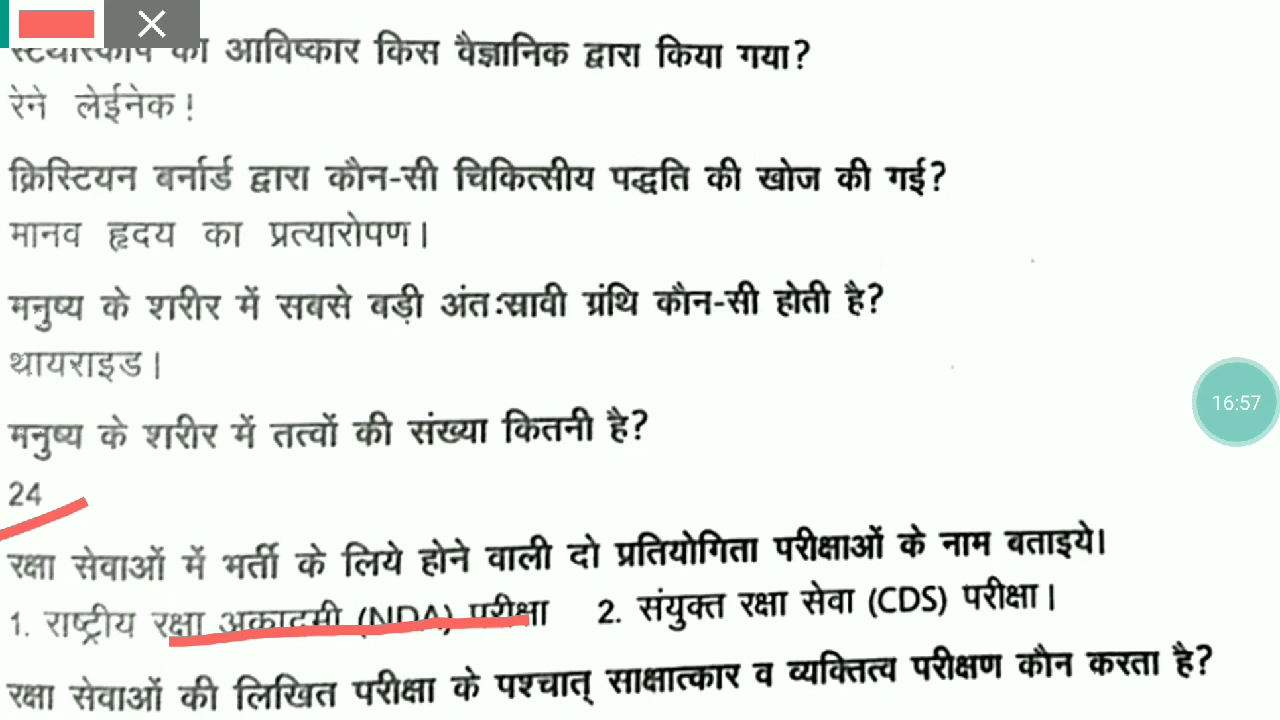 स्टेथोस्कोप का आविष्कार किस वैज्ञानिक द्वारा किया गया?
रेने लेईनेक!
क्रिस्टियन बर्नार्ड द्वारा कौन-सी चिकित्सीय पद्धति की खोज की गई?
मानव हृदय का प्रत्यारोपण।
मनुष्य के शरीर में सबसे बड़ी अंतःस्रावी ग्रंथि कौन-सी होती है?
थायराइड।
16:57
मनुष्य के शरीर में तत्वों की संख्या कितनी है?
24
रक्षा सेवाओं में भर्ती के लिये होने वाली दो प्रतियोगिता परीक्षाओं के नाम बताइये।
1. राष्ट्रीय रक्षा अकादमी (NDA) परीक्षा 2. संयुक्त रक्षा सेवा (CDS) परीक्षा।
रक्षा सेवाओं की लिखित परीक्षा के पश्चात् साक्षात्कार व व्यक्तित्व परीक्षण कौन करता है?